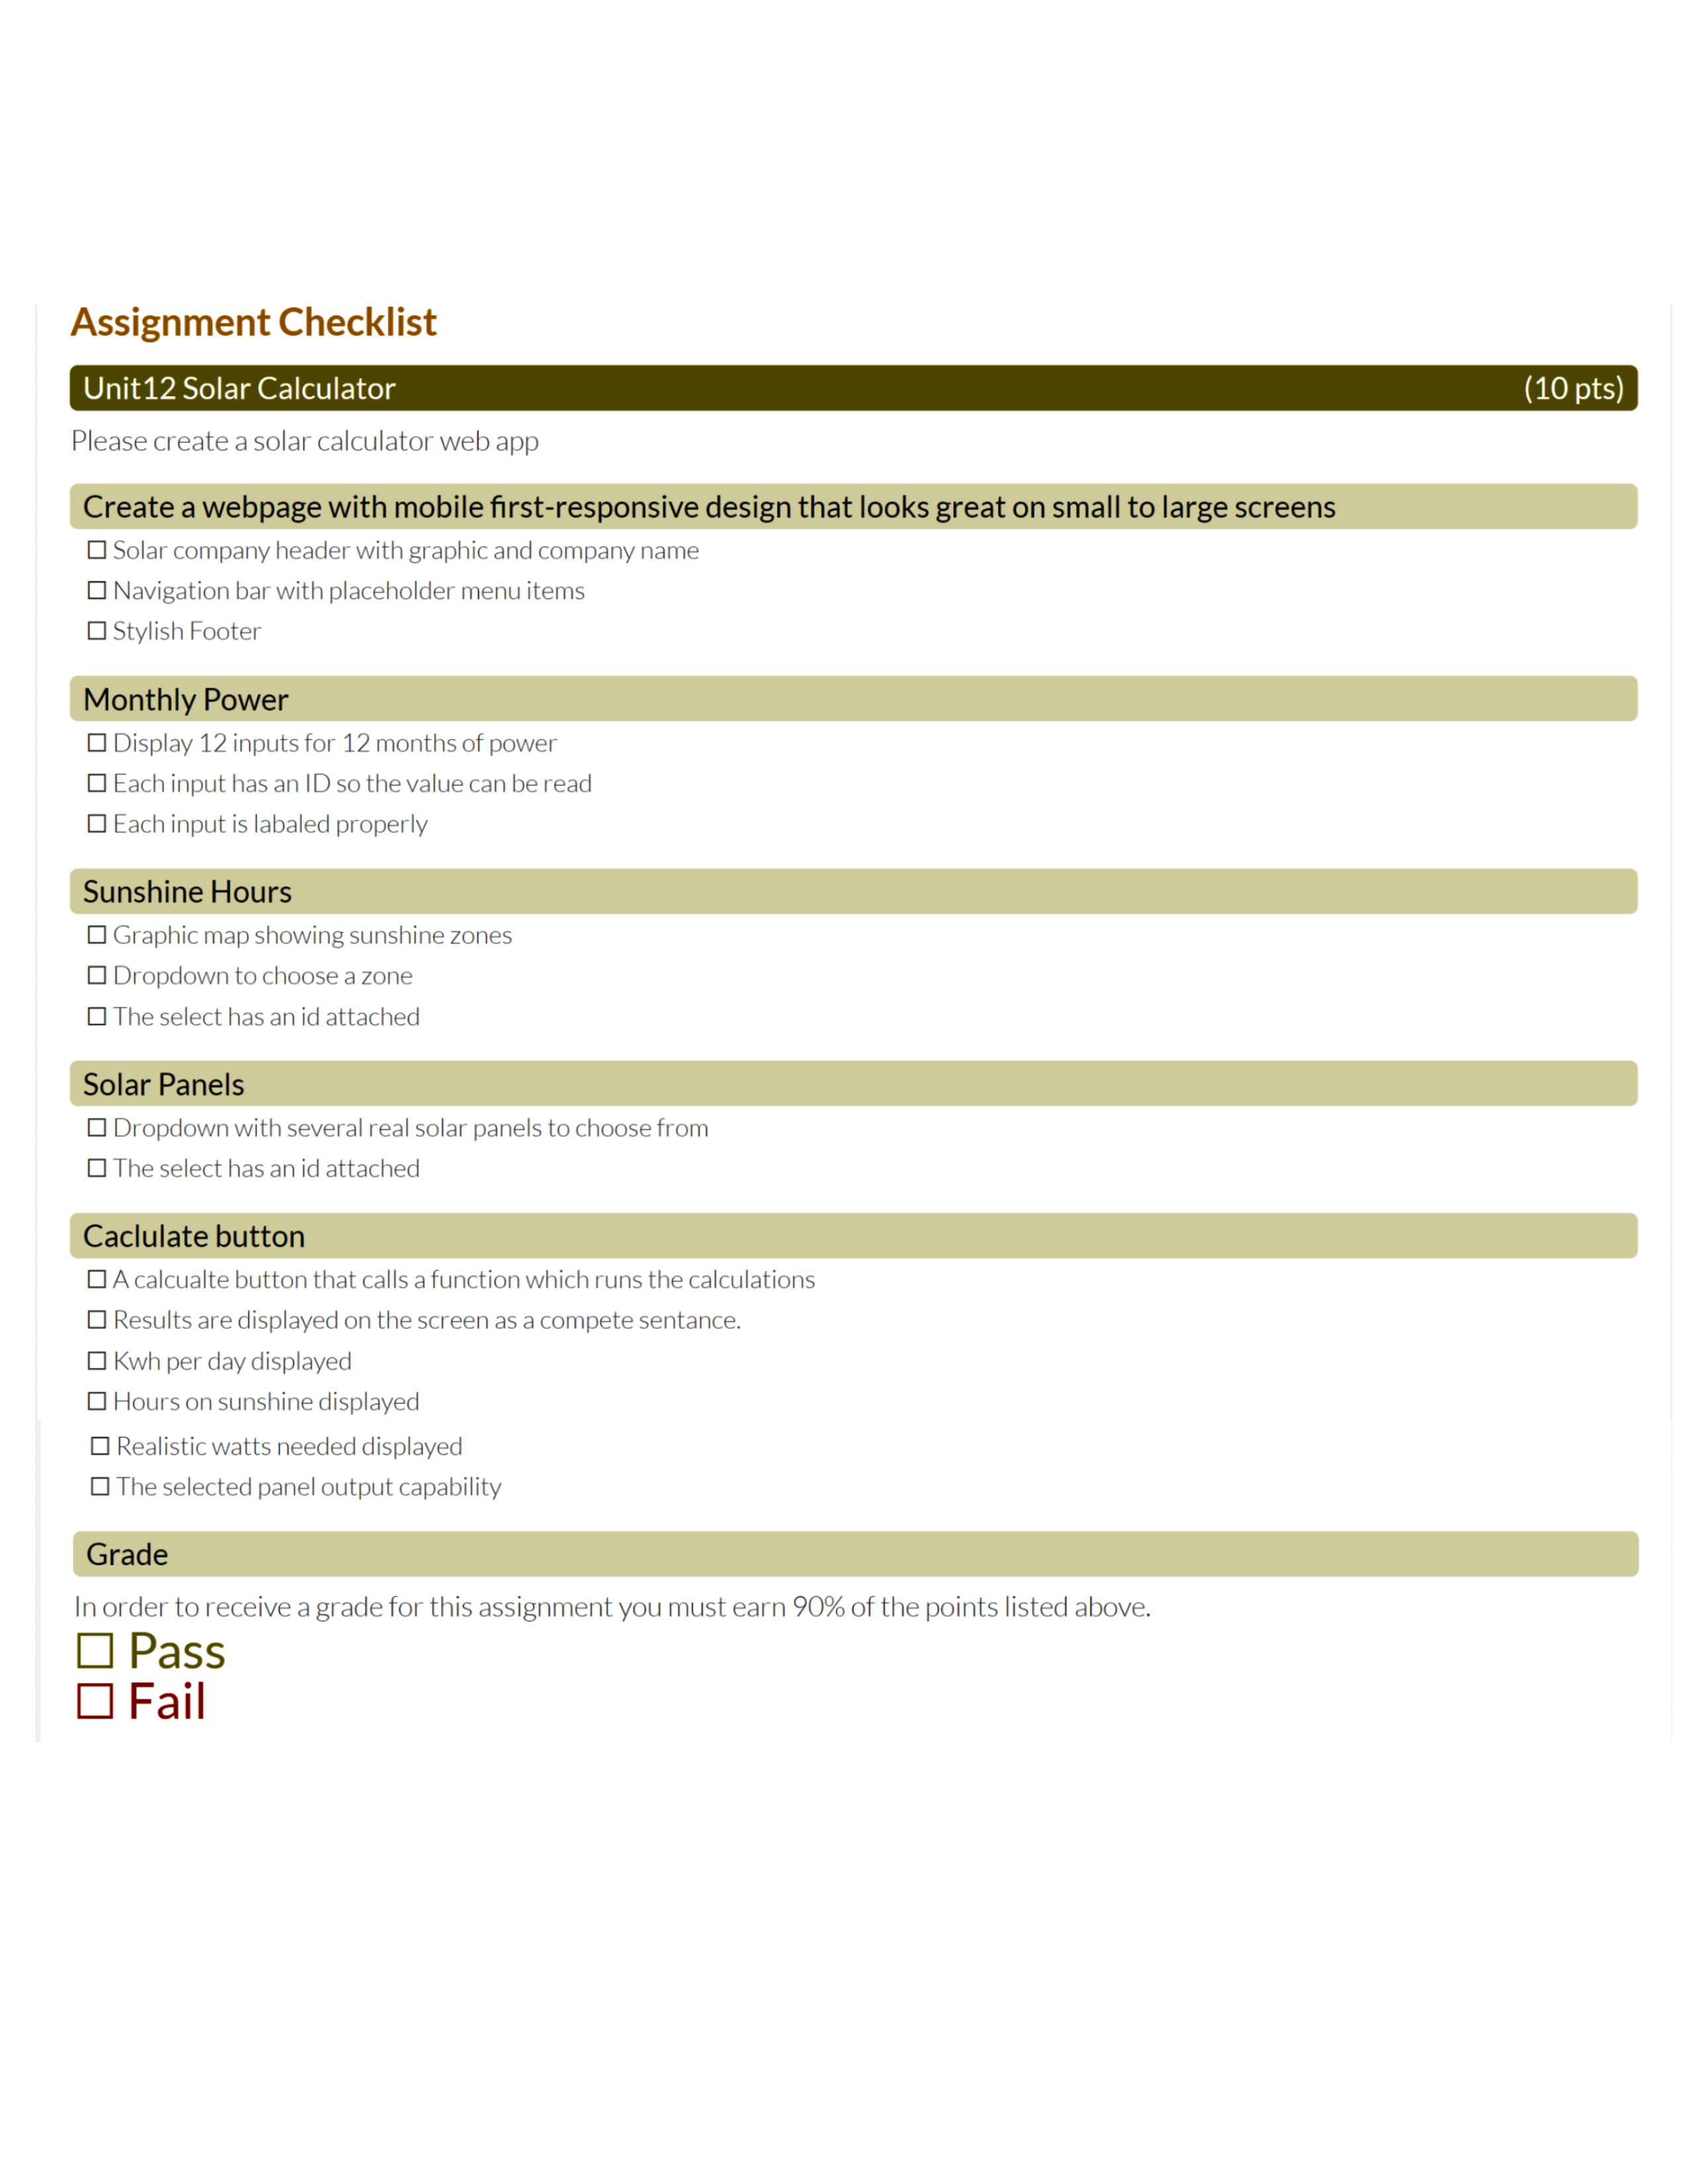 Assignment Checklist
Unit12 Solar Calculator (10 pts)
Please create a solar calculator web app
Create a webpage with mobile first-responsive design that looks great on small to large screens
☐ Solar company header with graphic and company name
☐ Navigation bar with placeholder menu items
☐ Stylish Footer
Monthly Power
☐ Display 12 inputs for 12 months of power
☐ Each input has an ID so the value can be read
☐ Each input is labaled properly
Sunshine Hours
☐ Graphic map showing sunshine zones
☐ Dropdown to choose a zone
☐ The select has an id attached
Solar Panels
☐ Dropdown with several real solar panels to choose from
☐ The select has an id attached
Caclulate button
☐ A calcualte button that calls a function which runs the calculations
☐ Results are displayed on the screen as a compete sentance.
☐ Kwh per day displayed
☐ Hours on sunshine displayed
☐ Realistic watts needed displayed
☐ The selected panel output capability
Grade
In order to receive a grade for this assignment you must earn 90% of the points listed above.
☐ Pass
☐ Fail